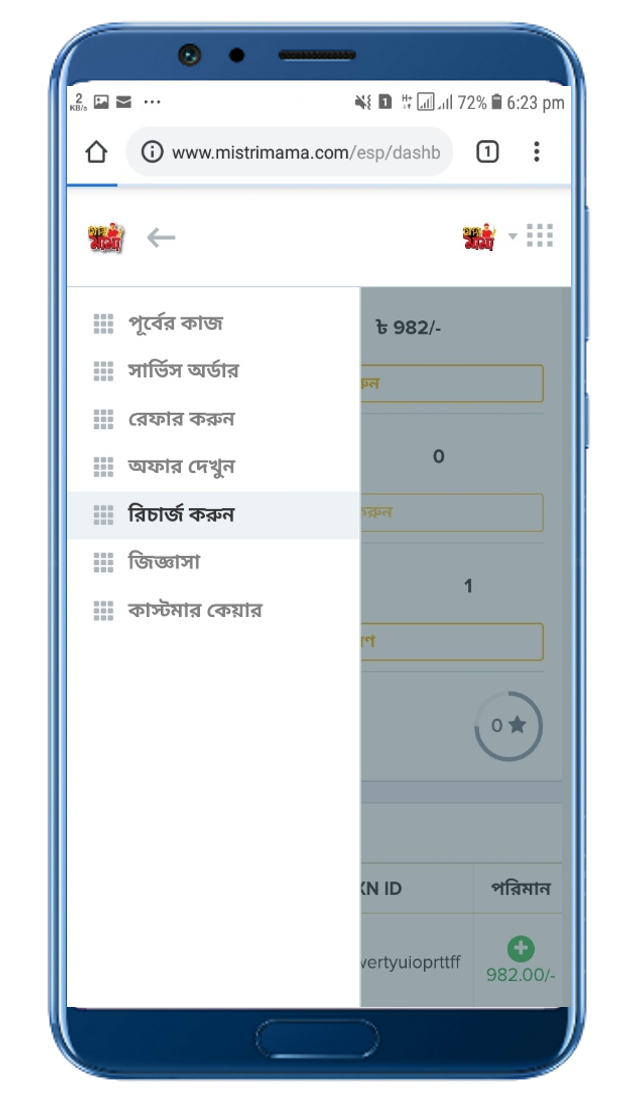 2
KB/s
72% 6:23 pm
www.mistrimama.com/esp/dashb
1
মামা
মামা
পূর্বের কাজ
সার্ভিস অর্ডার
রেফার করুন
অফার দেখুন
রিচার্জ করুন
জিজ্ঞাসা
কাস্টমার কেয়ার
৳ 982/-
0
1
0
XN ID
পরিমান
wertyuioprttff
982.00/-